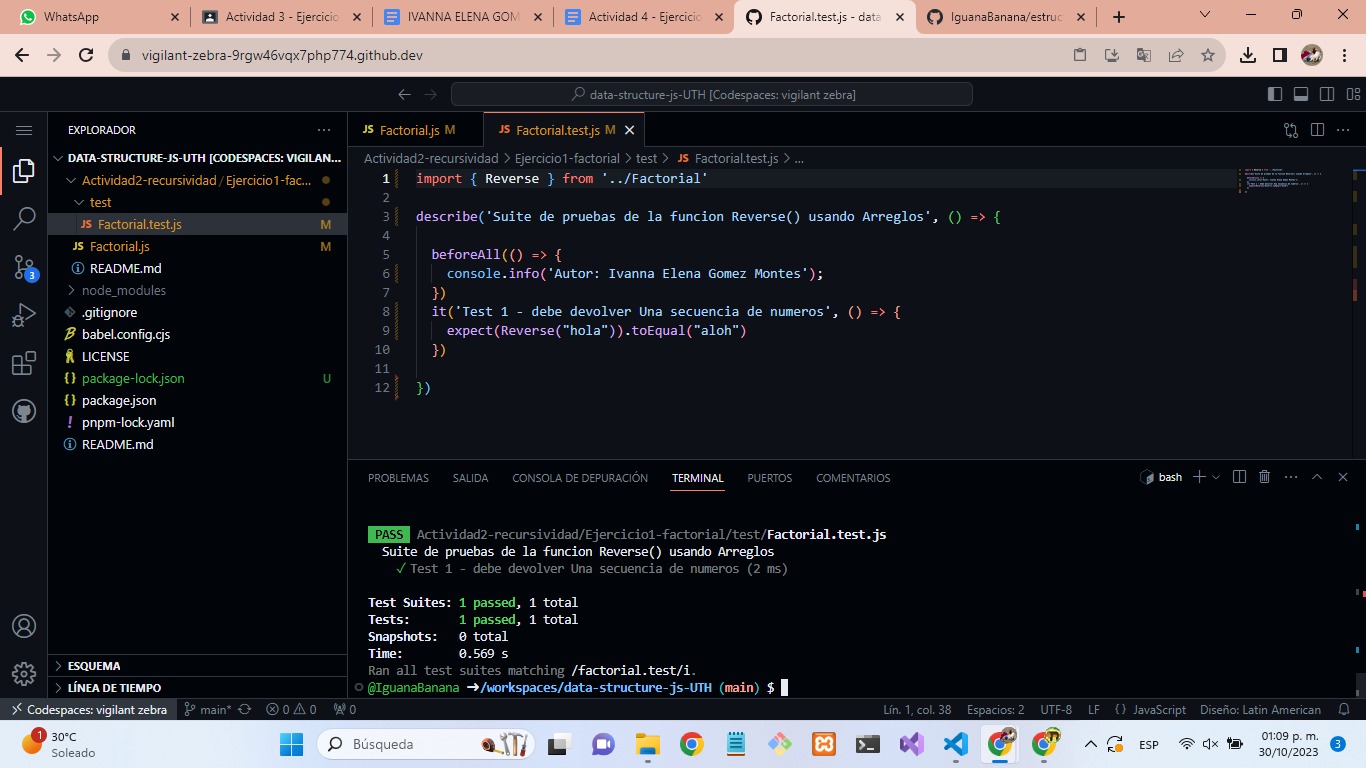 WhatsApp
Actividad 3 - Ejercicio
IVANNA ELENA GOM
Actividad 4 - Ejercicio
Factorial.test.js - data
IguanaBanana/estruc
vigilant-zebra-9rgw46vqx7php774.github.dev
data-structure-js-UTH [Codespaces: vigilant zebra]
EXPLORADOR
DATA-STRUCTURE-JS-UTH [CODESPACES: VIGILAN...
Actividad2-recursividad / Ejercicio1-fac...
test
JS Factorial.test.js M
JS Factorial.js M
README.md
node_modules
.gitignore
babel.config.cjs
LICENSE
package-lock.json U
package.json
pnpm-lock.yaml
README.md
ESQUEMA
LÍNEA DE TIEMPO
3
JS Factorial.js M
JS Factorial.test.js M
Actividad2-recursividad > Ejercicio1-factorial > test > JS Factorial.test.js > ...
1 import { Reverse } from '../Factorial'
2
3 describe('Suite de pruebas de la funcion Reverse() usando Arreglos', () => {
4
5 beforeAll(() => {
6 console.info('Autor: Ivanna Elena Gomez Montes');
7 })
8 it('Test 1 - debe devolver Una secuencia de numeros', () => {
9 expect(Reverse("hola")).toEqual("aloh")
10 })
11
12 })
PROBLEMAS SALIDA CONSOLA DE DEPURACIÓN TERMINAL PUERTOS COMENTARIOS
bash
PASS Actividad2-recursividad/Ejercicio1-factorial/test/Factorial.test.js
Suite de pruebas de la funcion Reverse() usando Arreglos
✓ Test 1 - debe devolver Una secuencia de numeros (2 ms)
Test Suites: 1 passed, 1 total
Tests: 1 passed, 1 total
Snapshots: 0 total
Time: 0.569 s
Ran all test suites matching /factorial.test/i.
@IguanaBanana ➜/workspaces/data-structure-js-UTH (main) $
Codespaces: vigilant zebra main* 0 0 0 Lín. 1, col. 38 Espacios: 2 UTF-8 LF {} JavaScript Diseño: Latin American
1
30°C
Soleado
Búsqueda
ESP
01:09 p. m.
30/10/2023
3